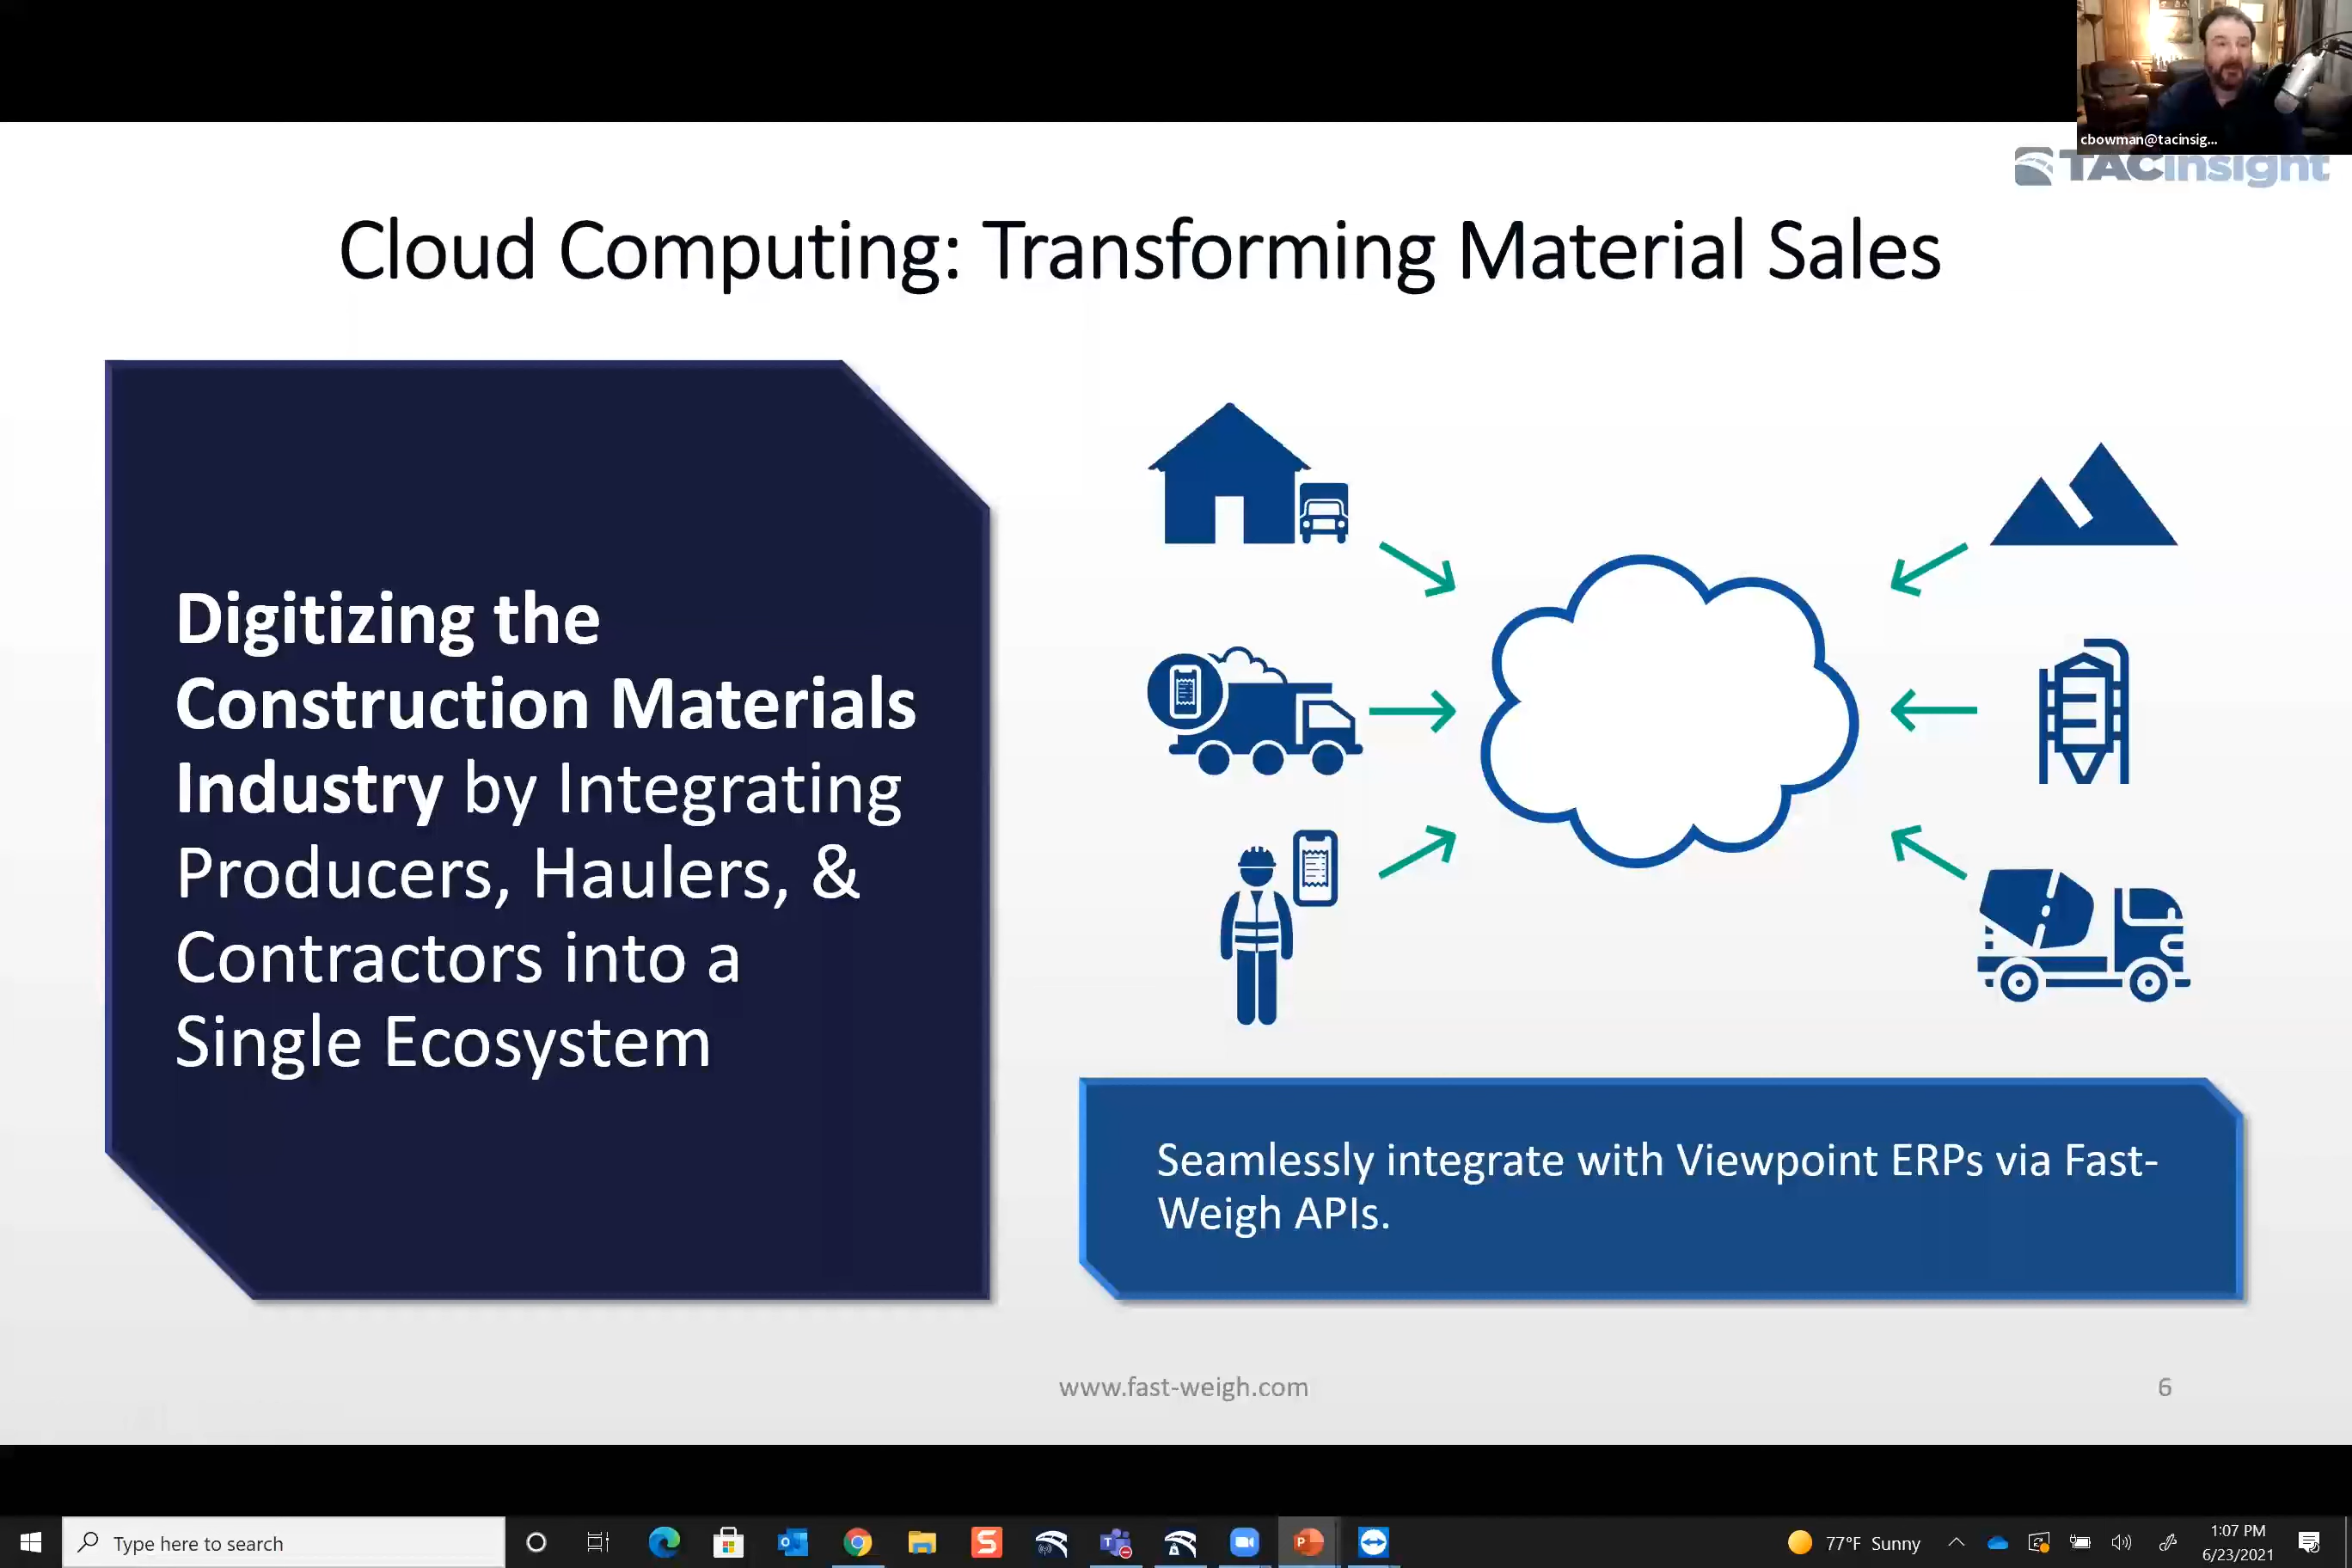 cbowman@tacinsig...
TACinsight
Cloud Computing: Transforming Material Sales
Digitizing the
Construction Materials
Industry by Integrating
Producers, Haulers, &
Contractors into a
Single Ecosystem
Seamlessly integrate with Viewpoint ERPs via Fast-
Weigh APIs.
www.fast-weigh.com
6
Type here to search
77°F Sunny
1:07 PM
6/23/2021